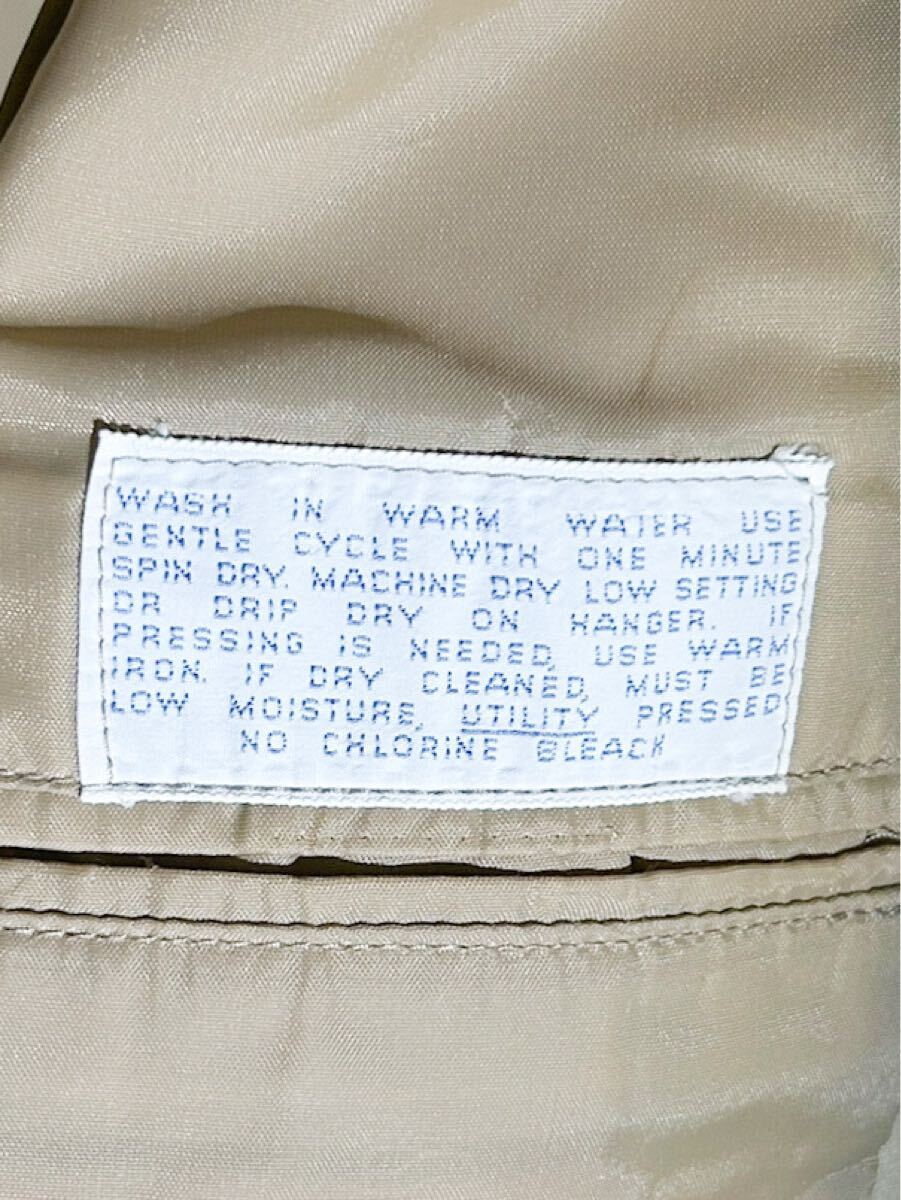 WASH IN WARM WATER USE
GENTLE CYCLE WITH ONE MINUTE
SPIN DRY. MACHINE DRY LOW SETTING
OR DRIP DRY ON HANGER. IF
PRESSING IS NEEDED, USE WARM
IRON. IF DRY CLEANED, MUST BE
LOW MOISTURE, UTILITY PRESSED
NO CHLORINE BLEACH